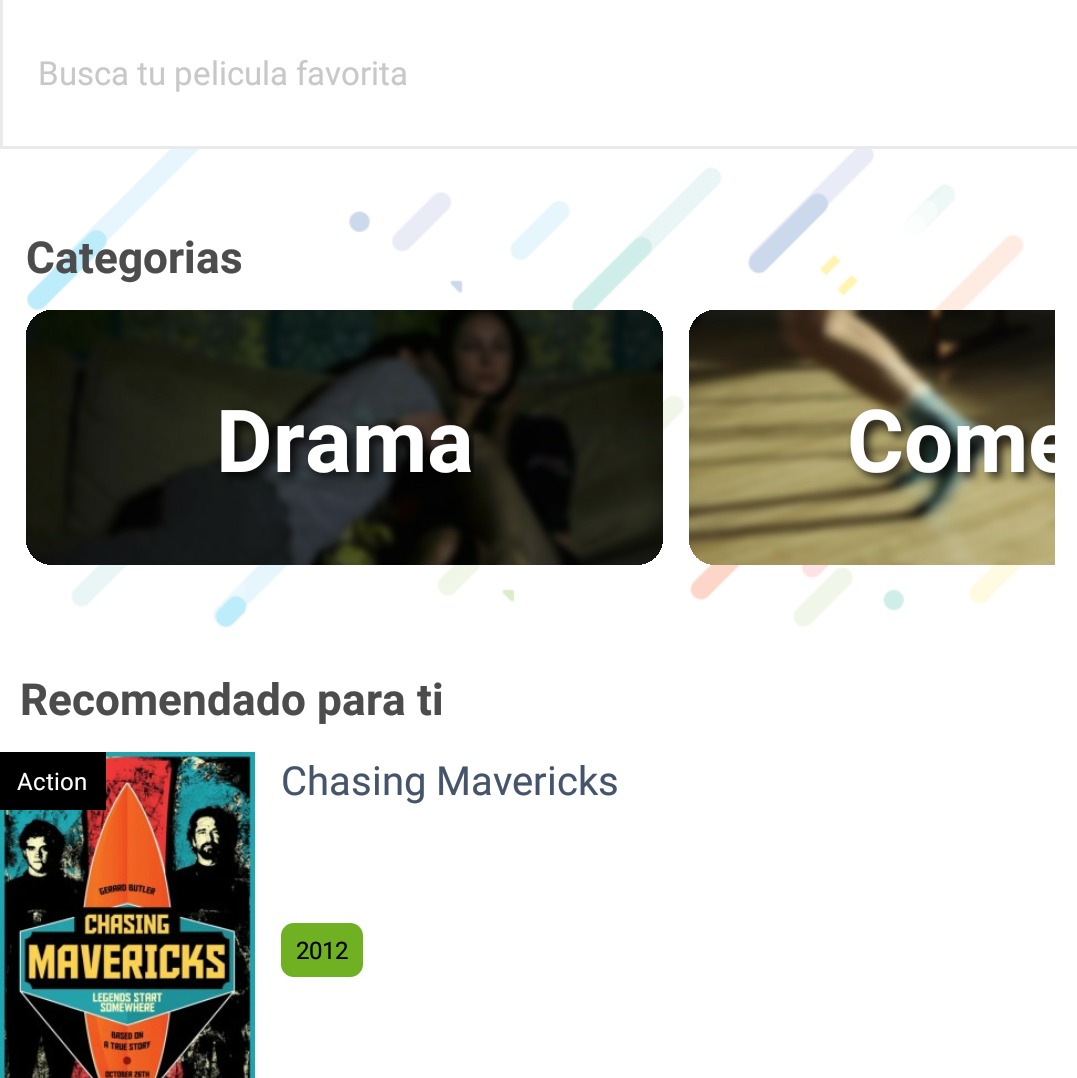 Busca tu pelicula favorita
Categorias
Drama
Come
Recomendado para ti
Action
Chasing Mavericks
GERARD BUTLER
CHASING
MAVERICKS
LEGENDS START
SOMEWHERE
2012
BASED ON
A TRUE STORY
OCTOBER 26TH